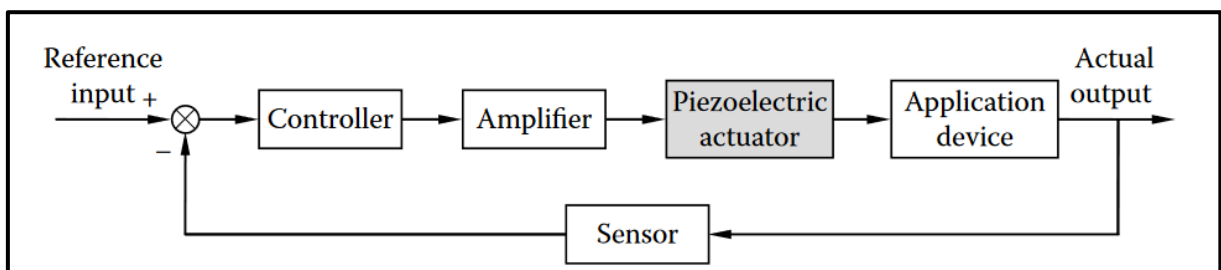 Reference
input
+
−
Controller
Amplifier
Piezoelectric
actuator
Application
device
Actual
output
Sensor